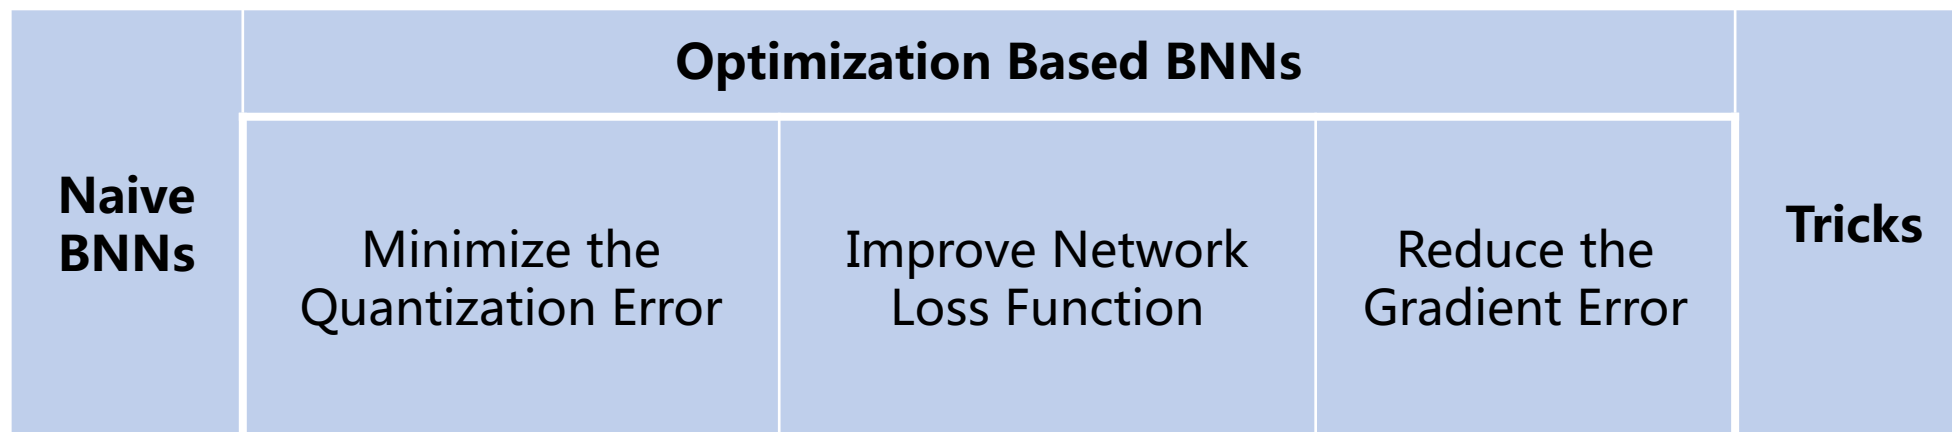 Optimization Based BNNs
Naive
BNNs
Minimize the
Quantization Error
Improve Network
Loss Function
Reduce the
Gradient Error
Tricks